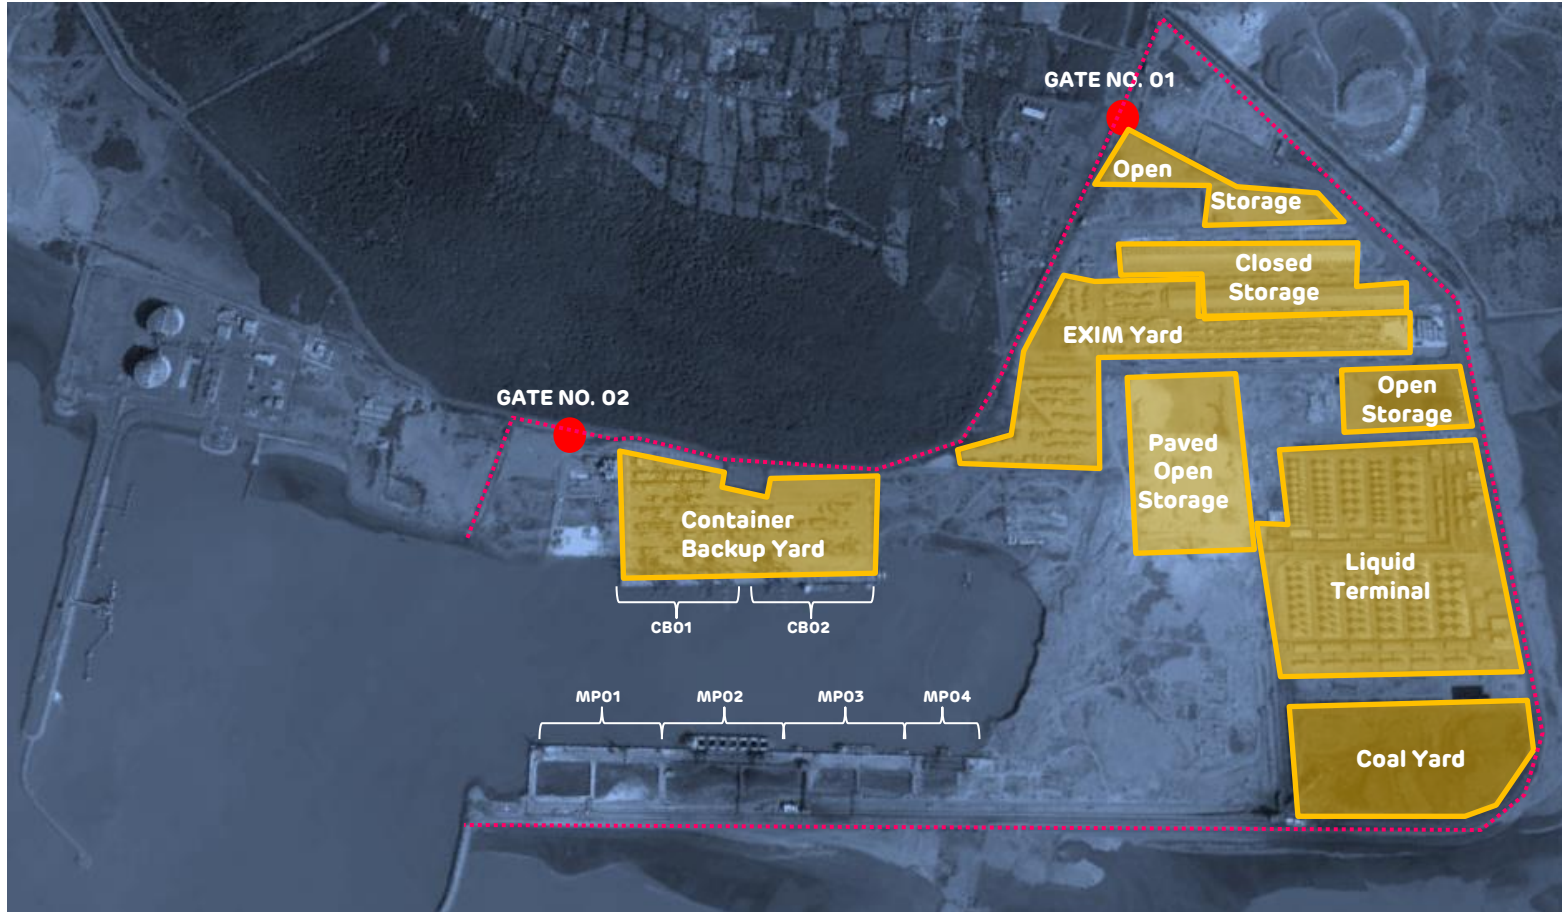 GATE NO. 01
Open
Storage
Closed
Storage
EXIM Yard
Open
Storage
GATE NO. 02
Paved
Open
Storage
Container
Backup Yard
Liquid
Terminal
CB01
CB02
MP01
MP02
MP03
MP04
Coal Yard